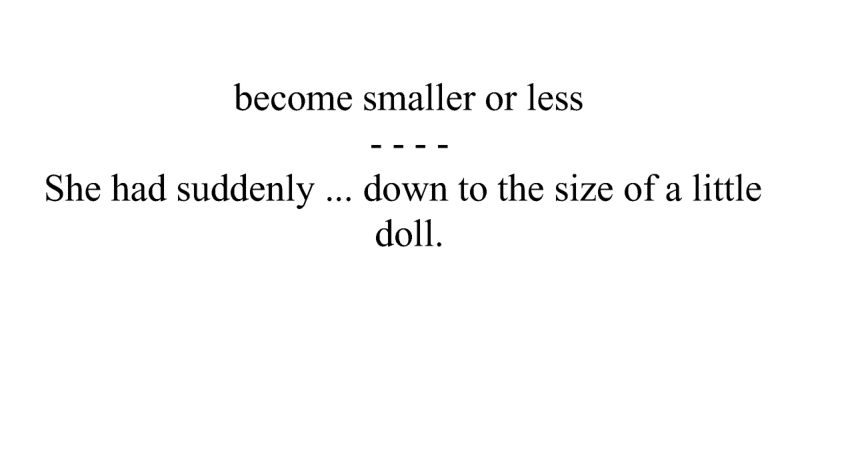 become smaller or less
- - - -
She had suddenly ... down to the size of a little
doll.